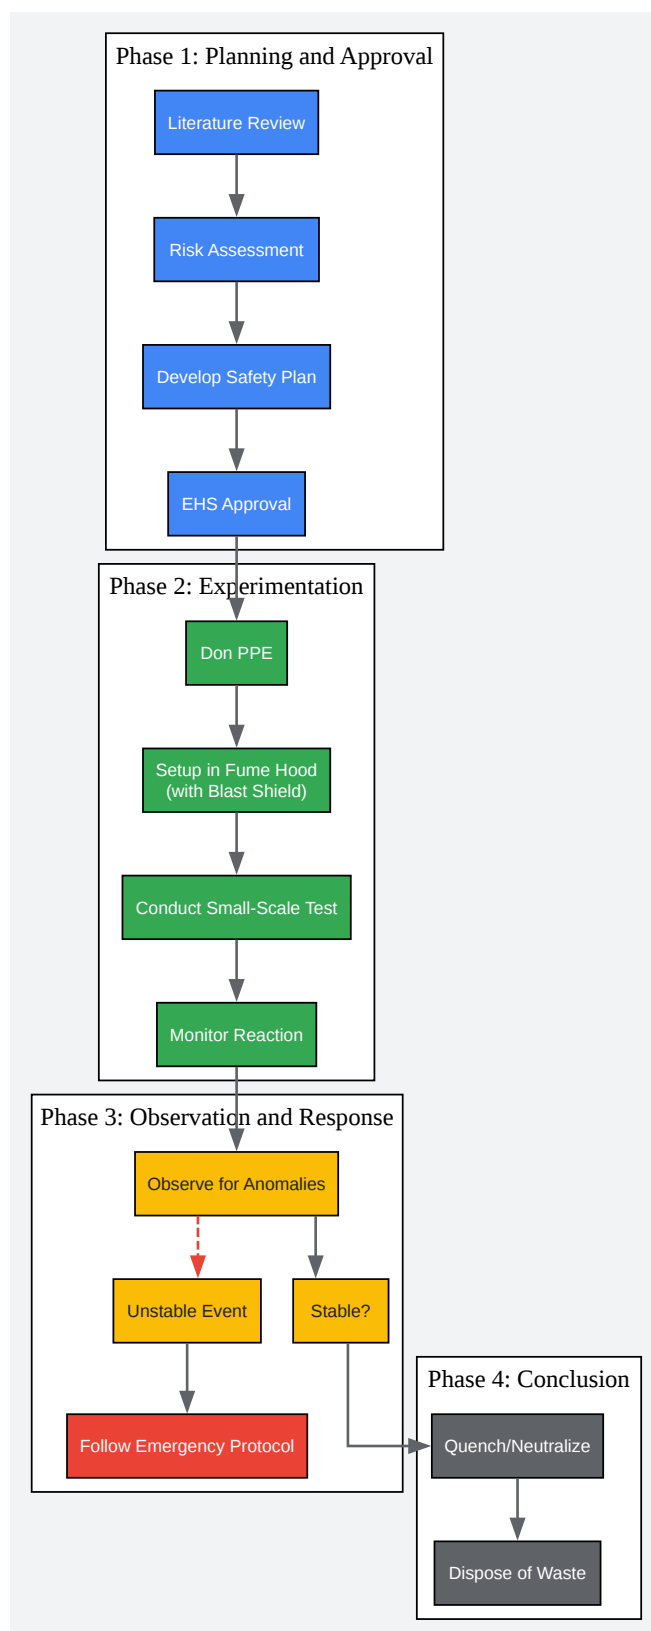 Phase 1: Planning and Approval
Literature Review
Risk Assessment
Develop Safety Plan
EHS Approval
Phase 2: Experimentation
Don PPE
Setup in Fume Hood
(with Blast Shield)
Conduct Small-Scale Test
Monitor Reaction
Phase 3: Observation and Response
Observe for Anomalies
Unstable Event
Stable?
Follow Emergency Protocol
Phase 4: Conclusion
Quench/Neutralize
Dispose of Waste